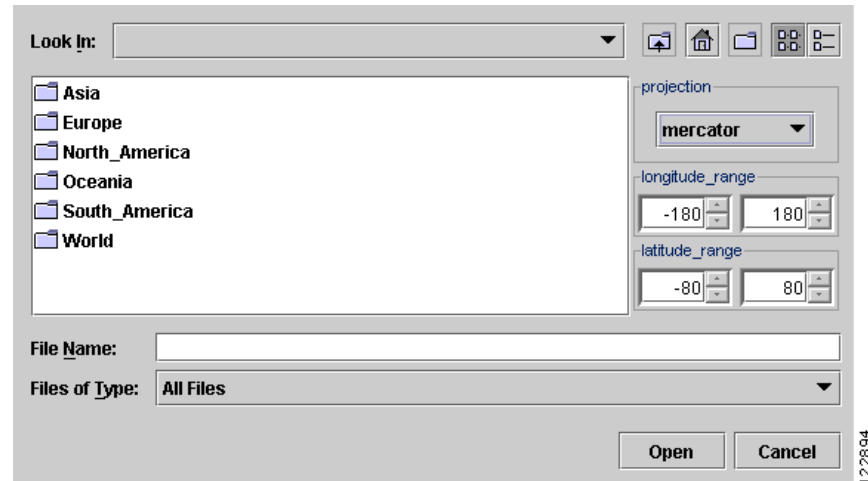 Look In:
Asia
Europe
North_America
Oceania
South_America
World
projection
mercator
longitude_range
-180 180
latitude_range
-80 80
File Name:
Files of Type: All Files
Open Cancel
122894